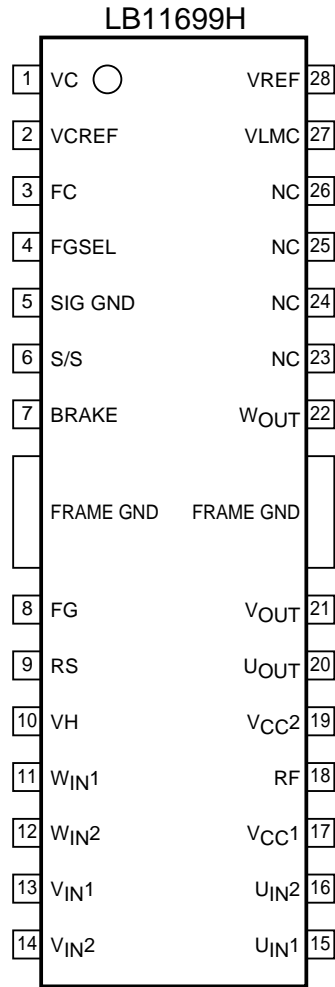 LB11699H
1 VC VREF 28
2 VCREF VLMC 27
3 FC NC 26
4 FGSEL NC 25
5 SIG GND NC 24
6 S/S NC 23
7 BRAKE WOUT 22
FRAME GND FRAME GND
8 FG VOUT 21
9 RS UOUT 20
10 VH VCC2 19
11 WIN1 RF 18
12 WIN2 VCC1 17
13 VIN1 UIN2 16
14 VIN2 UIN1 15